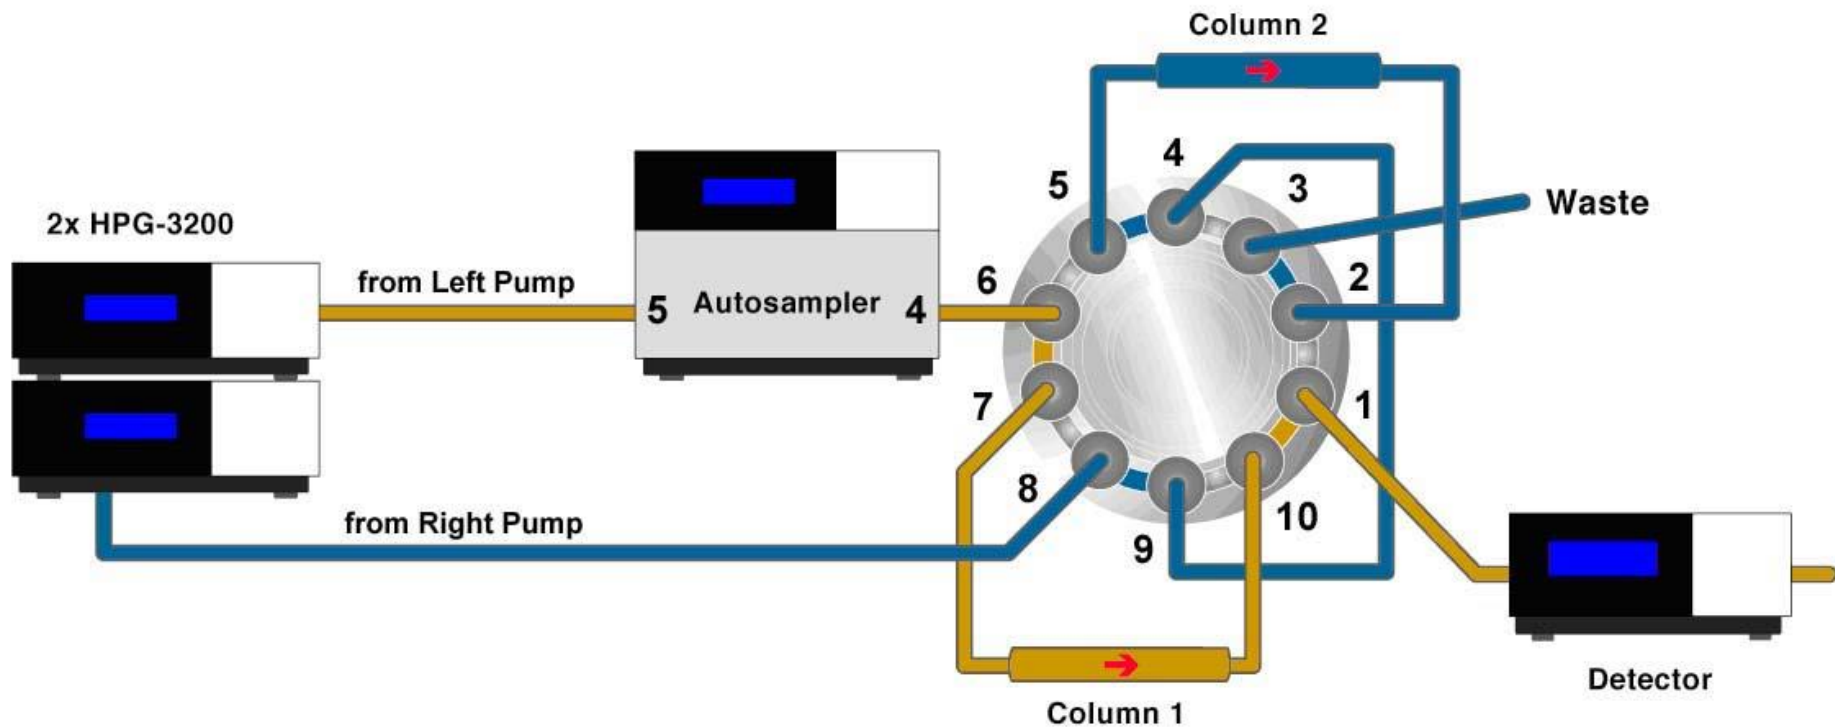 Column 2
4
5
3
Waste
2x HPG-3200
from Left Pump
5
Autosampler
4
6
2
7
1
8
from Right Pump
9
10
Column 1
Detector